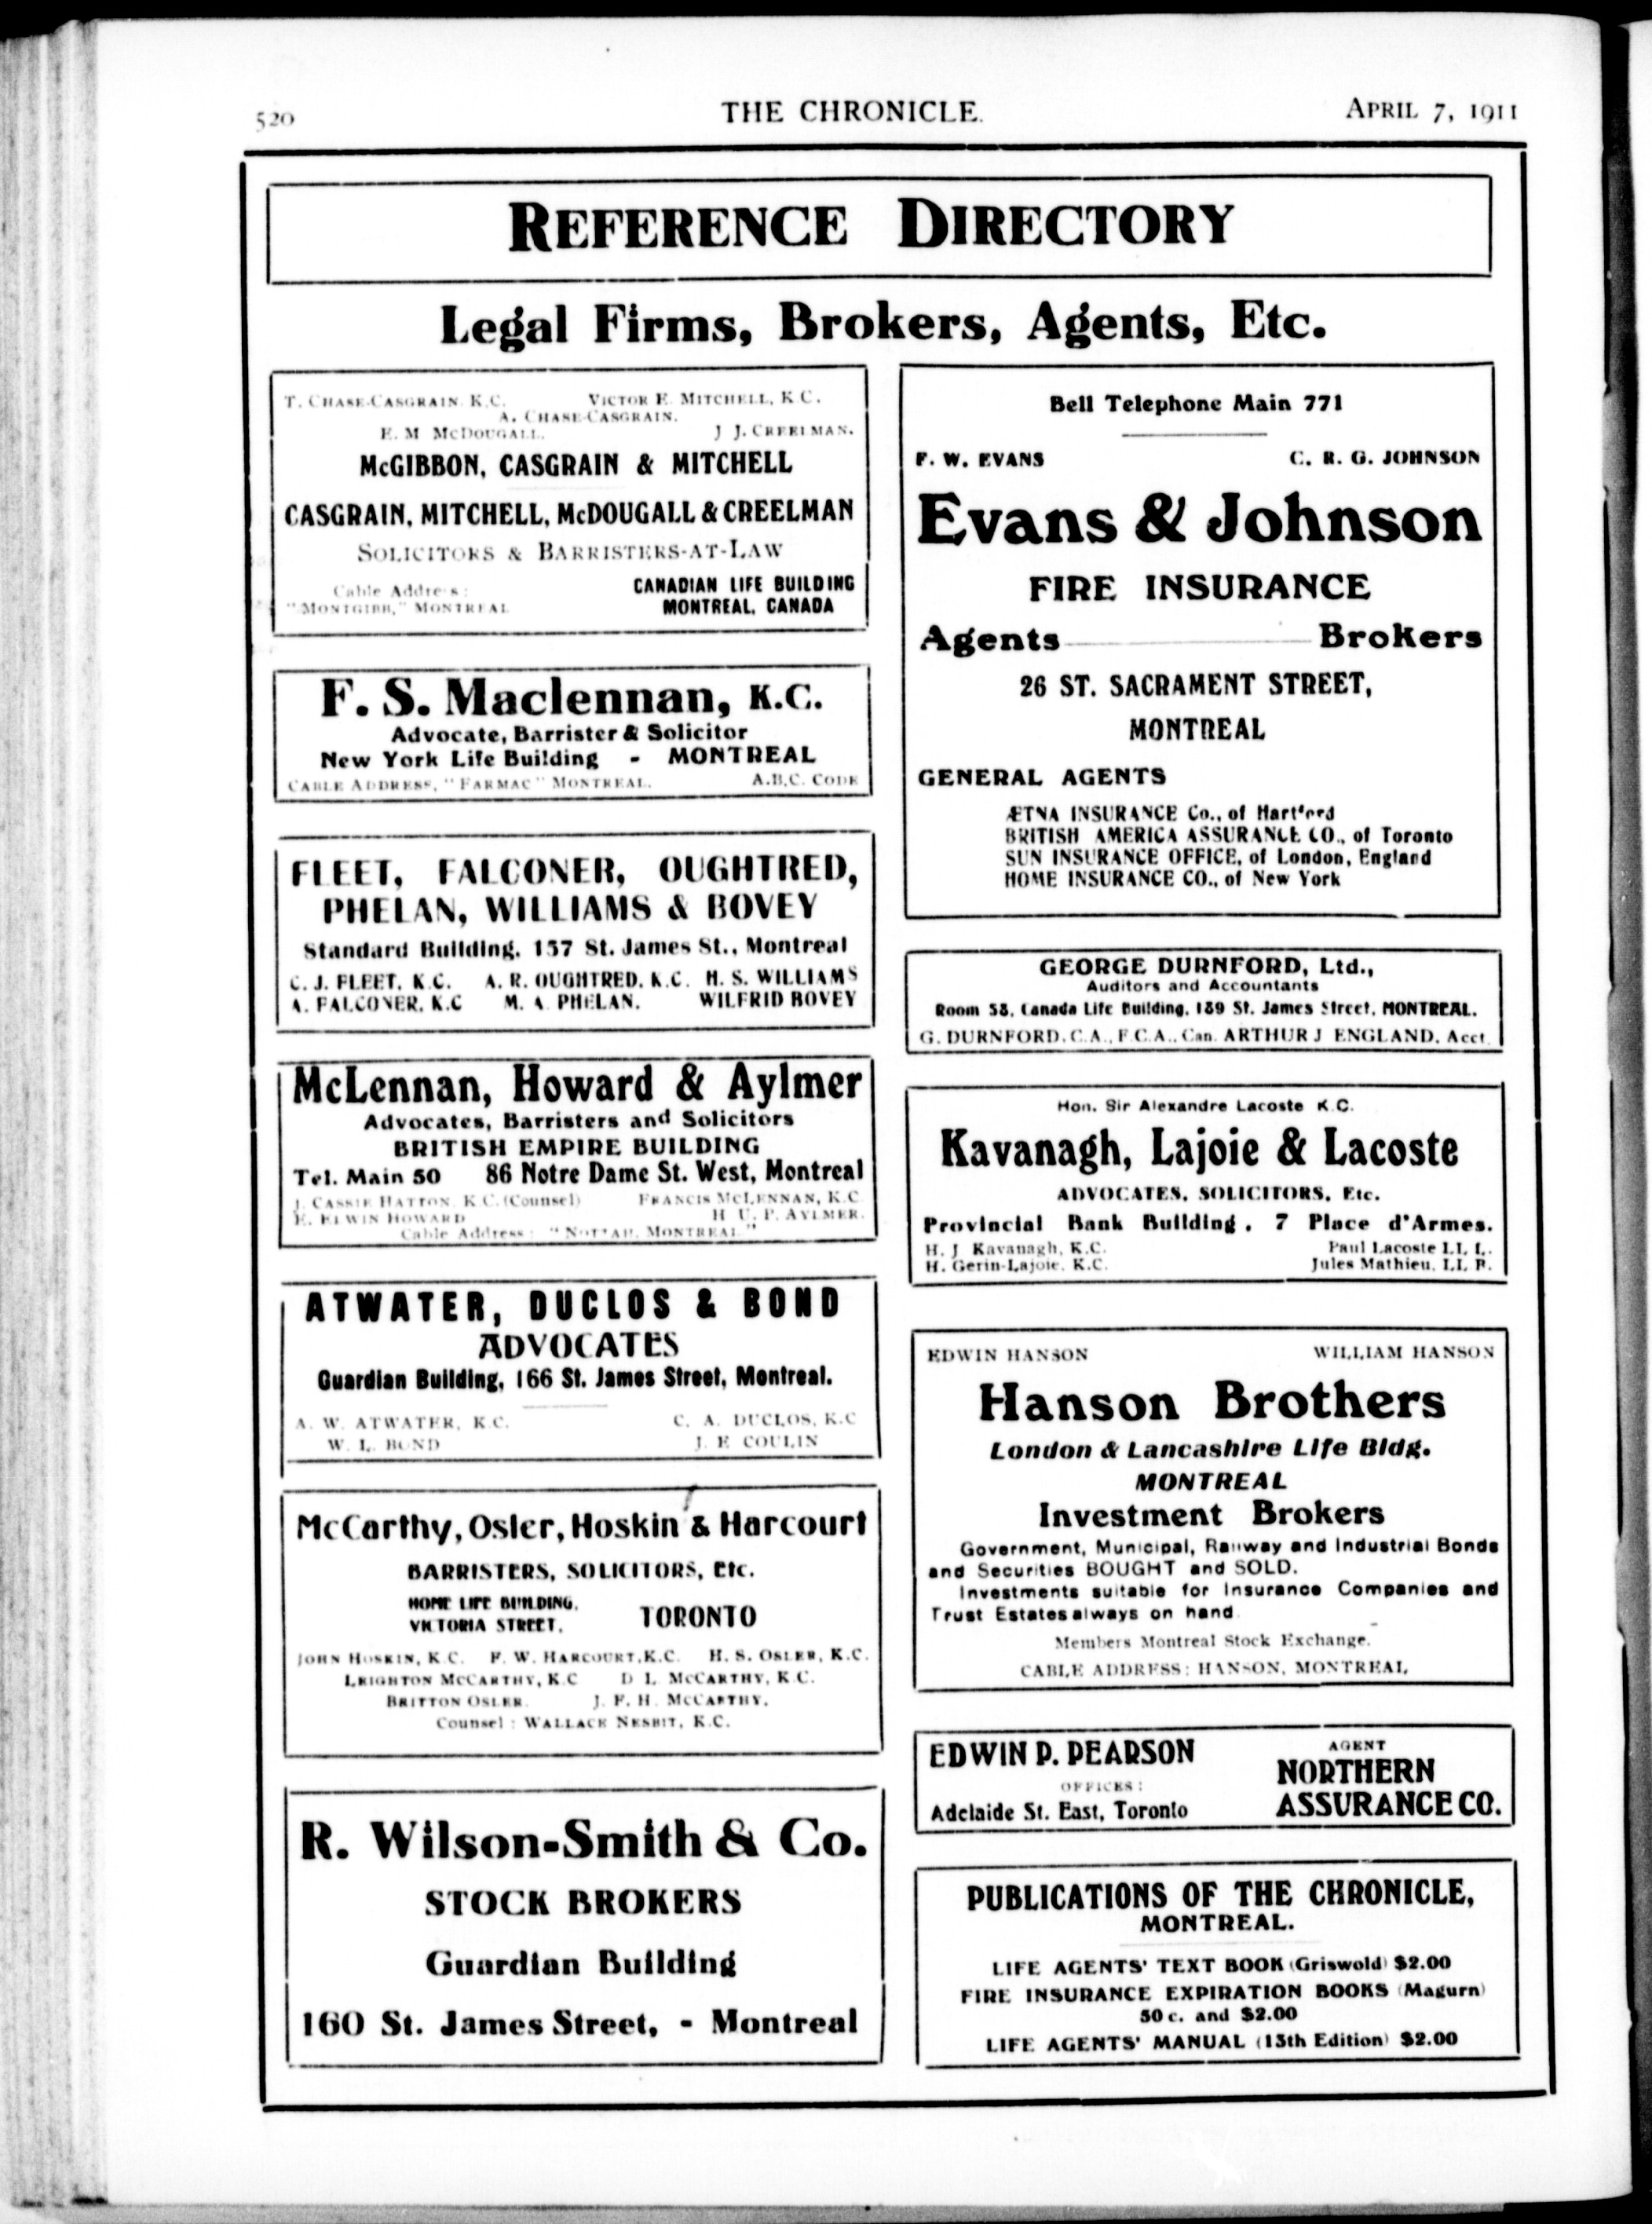 520
THE CHRONICLE.
APRIL 7, 1911
REFERENCE DIRECTORY
Legal Firms, Brokers, Agents, Etc.
T. CHASE-CASGRAIN. K.C. VICTOR E. MITCHELL, K C.
A. CHASE-CASGRAIN.
E. M McDOUGALL. J J. CREELMAN.
McGIBBON, CASGRAIN & MITCHELL
CASGRAIN, MITCHELL, McDOUGALL & CREELMAN
SOLICITORS & BARRISTERS-AT-LAW
Cable Address: CANADIAN LIFE BUILDING
"MONTGIBB," MONTREAL MONTREAL, CANADA
F. S. Maclennan, K.C.
Advocate, Barrister & Solicitor
New York Life Building - MONTREAL
CABLE ADDRESS, "FARMAC" MONTREAL. A.B.C. CODE
FLEET, FALCONER, OUGHTRED,
PHELAN, WILLIAMS & BOVEY
Standard Building. 157 St. James St., Montreal
C. J. FLEET, K.C. A. R. OUGHTRED. K.C. H. S. WILLIAMS
A. FALCONER, K.C M. A PHELAN. WILFRID BOVEY
McLennan, Howard & Aylmer
Advocates, Barristers and Solicitors
BRITISH EMPIRE BUILDING
Tel. Main 50 86 Notre Dame St. West, Montreal
J. CASSIE HATTON, K C. (Counsel) FRANCIS McLENNAN, K.C
E. EDWIN HOWARD H U. P. AYLMER.
Cable Address: "NOTTAH, MONTREAL"
ATWATER, DUCLOS & BOND
ADVOCATES
Guardian Building, 166 St. James Street, Montreal.
A. W. ATWATER, K.C. C. A. DUCLOS, K.C
W. L. BOND J. E COULIN
McCarthy, Osler, Hoskin & Harcourt
BARRISTERS, SOLICITORS, Etc.
HOME LIFE BUILDING,
VICTORIA STREET, TORONTO
JOHN HOSKIN, K.C. F. W. HARCOURT, K.C. H. S. OSLER, K.C.
LEIGHTON McCARTHY, K.C D L. McCARTHY, K.C.
BRITTON OSLER. J. F. H. McCARTHY.
Counsel: WALLACE NESBIT, K.C.
R. Wilson-Smith & Co.
STOCK BROKERS
Guardian Building
160 St. James Street, - Montreal
Bell Telephone Main 771
F. W. EVANS C. R. G. JOHNSON
Evans & Johnson
FIRE INSURANCE
Agents Brokers
26 ST. SACRAMENT STREET,
MONTREAL
GENERAL AGENTS
ÆTNA INSURANCE Co., of Hartford
BRITISH AMERICA ASSURANCE CO., of Toronto
SUN INSURANCE OFFICE, of London, England
HOME INSURANCE CO., of New York
GEORGE DURNFORD, Ltd.,
Auditors and Accountants
Room 58, Canada Life Building, 189 St. James Street, MONTREAL.
G. DURNFORD, C.A., F.C.A., Can. ARTHUR J ENGLAND, Acct.
Hon. Sir Alexandre Lacoste K.C.
Kavanagh, Lajoie & Lacoste
ADVOCATES, SOLICITORS, Etc.
Provincial Bank Building, 7 Place d'Armes.
H. J Kavanagh, K.C. Paul Lacoste LL L.
H. Gerin-Lajoie, K.C. Jules Mathieu, LL B.
EDWIN HANSON WILLIAM HANSON
Hanson Brothers
London & Lancashire Life Bldg.
MONTREAL
Investment Brokers
Government, Municipal, Railway and Industrial Bonds
and Securities BOUGHT and SOLD.
Investments suitable for Insurance Companies and
Trust Estates always on hand
Members Montreal Stock Exchange.
CABLE ADDRESS: HANSON, MONTREAL
EDWIN P. PEARSON
OFFICES:
Adelaide St. East, Toronto
AGENT
NORTHERN
ASSURANCE CO.
PUBLICATIONS OF THE CHRONICLE,
MONTREAL.
LIFE AGENTS' TEXT BOOK (Griswold) $2.00
FIRE INSURANCE EXPIRATION BOOKS (Magurn)
50 c. and $2.00
LIFE AGENTS' MANUAL (13th Edition) $2.00